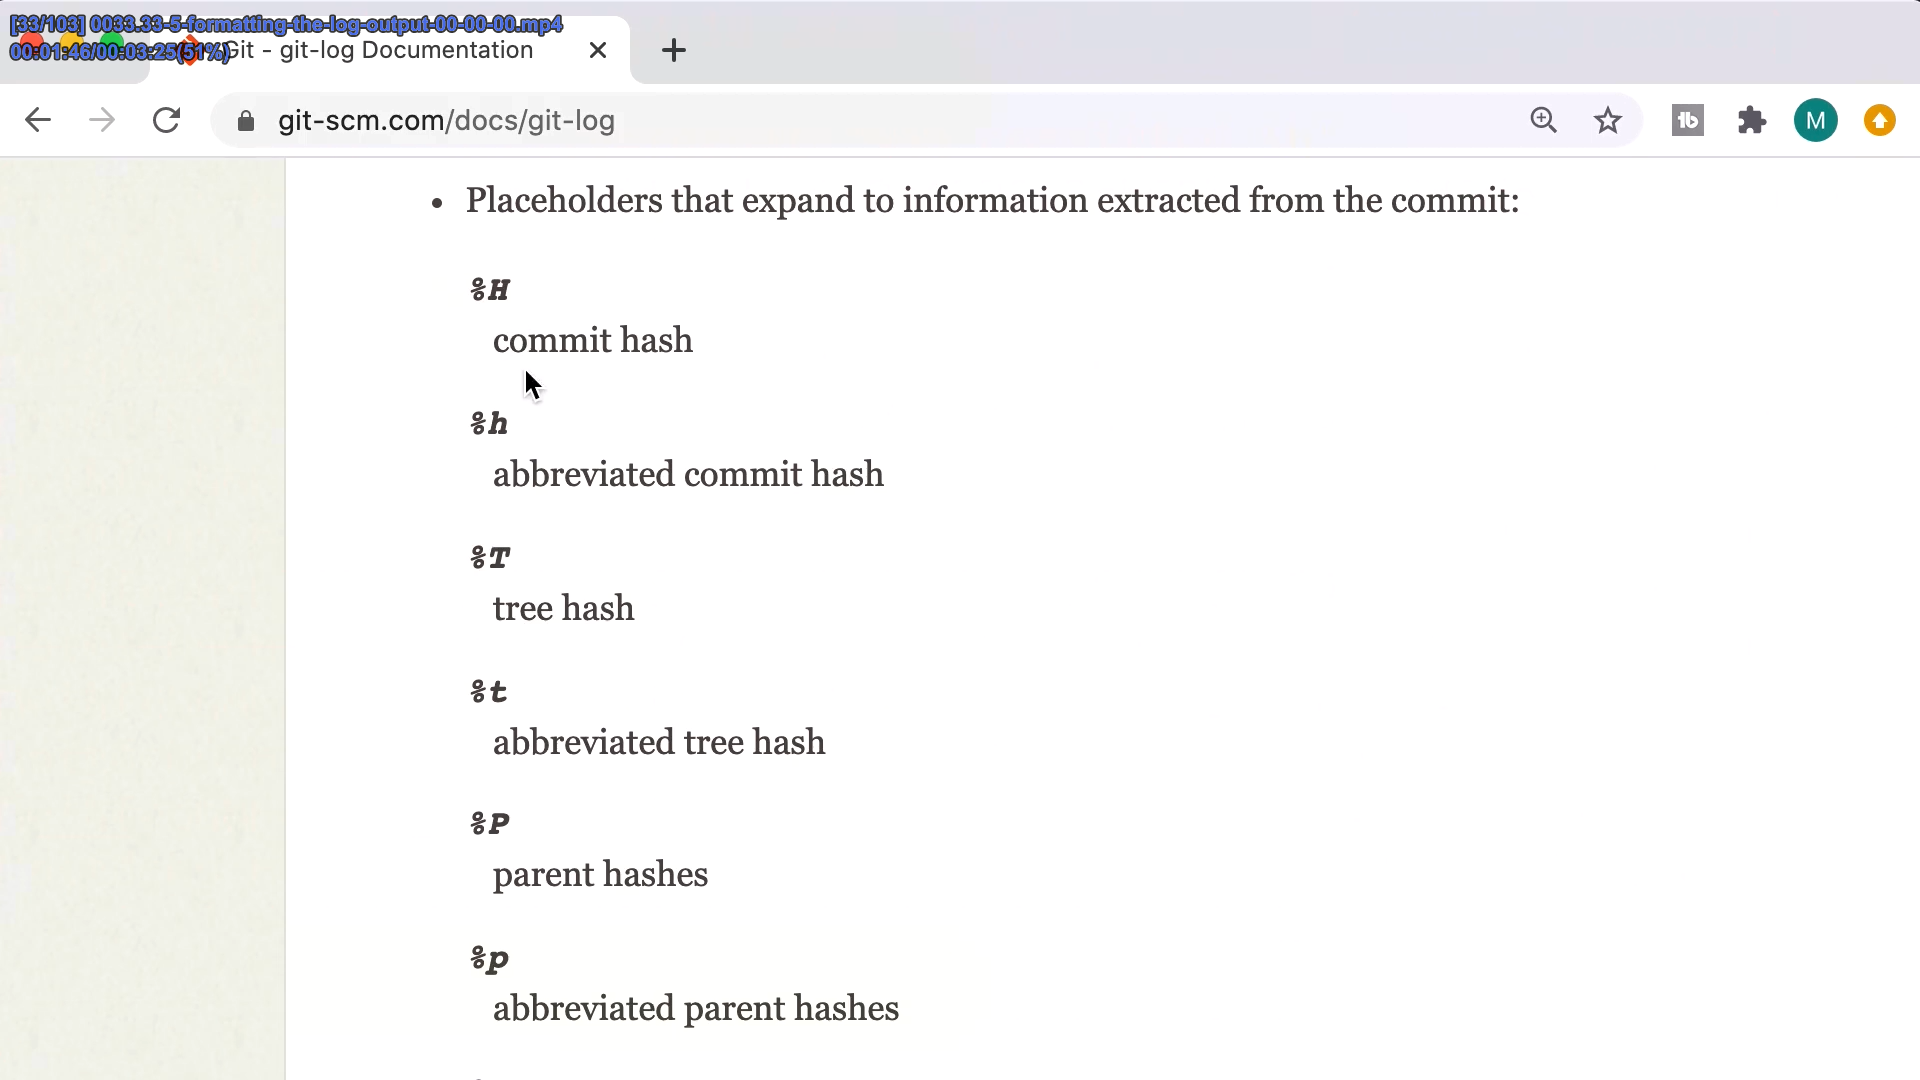 [33/103] 0033.33-5-formatting-the-log-output-00-00-00.mp4
00:01:46/00:03:25(51%)
Git - git-log Documentation
git-scm.com/docs/git-log
M
• Placeholders that expand to information extracted from the commit:
%H
commit hash
%h
abbreviated commit hash
%T
tree hash
%t
abbreviated tree hash
%P
parent hashes
%p
abbreviated parent hashes